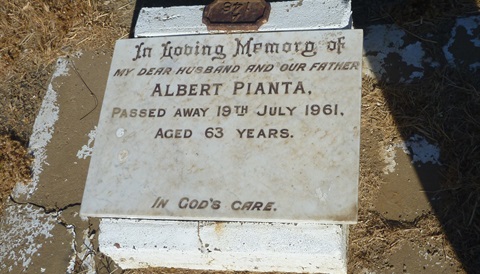 871
In Loving Memory of
MY DEAR HUSBAND AND OUR FATHER
ALBERT PIANTA,
PASSED AWAY 19TH JULY 1961.
AGED 63 YEARS.
IN GOD'S CARE.